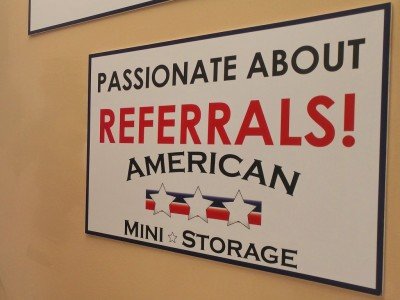 PASSIONATE ABOUT
REFERRALS!
AMERICAN
MINI ☆ STORAGE